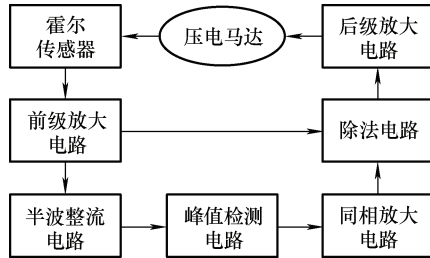 霍尔
传感器
压电马达
后级放大
电路
前级放大
电路
除法电路
半波整流
电路
峰值检测
电路
同相放大
电路